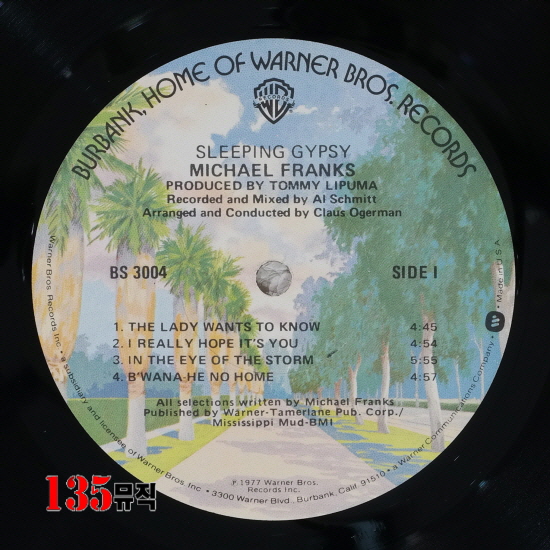 BURBANK, HOME OF WARNER BROS. RECORDS
SLEEPING GYPSY
MICHAEL FRANKS
PRODUCED BY TOMMY LIPUMA
Recorded and Mixed by Al Schmitt
Arranged and Conducted by Claus Ogerman
BS 3004
SIDE I
1. THE LADY WANTS TO KNOW 4:45
2. I REALLY HOPE IT'S YOU 4:54
3. IN THE EYE OF THE STORM 5:55
4. B'WANA-HE NO HOME 4:57
All selections written by Michael Franks
Published by Warner-Tamerlane Pub. Corp./
Mississippi Mud-BMI
℗ 1977 Warner Bros.
Records Inc.
Warner Bros. Records Inc. • a subsidiary and licensee of Warner Bros. Inc. • 3300 Warner Blvd., Burbank, Calif. 91510 • a Warner Communications Company • Made in U.S.A.
135뮤직